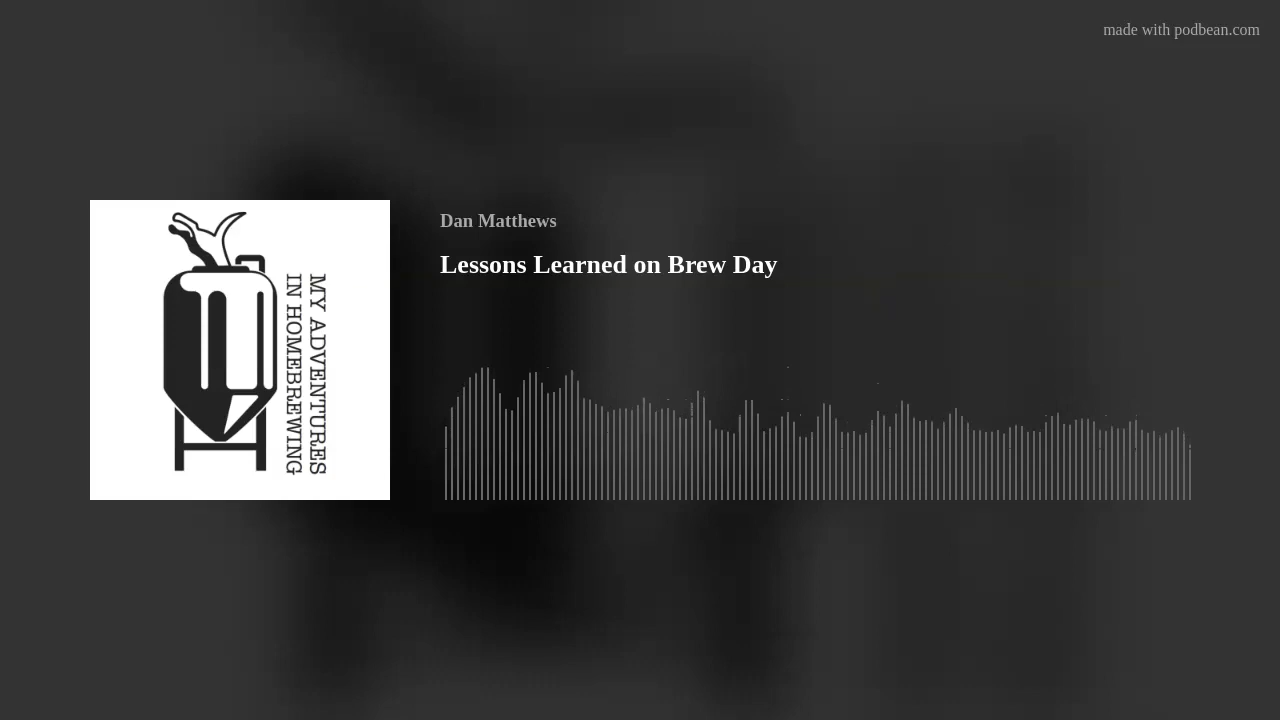 made with podbean.com
Dan Matthews
Lessons Learned on Brew Day
MY ADVENTURES
IN HOMEBREWING